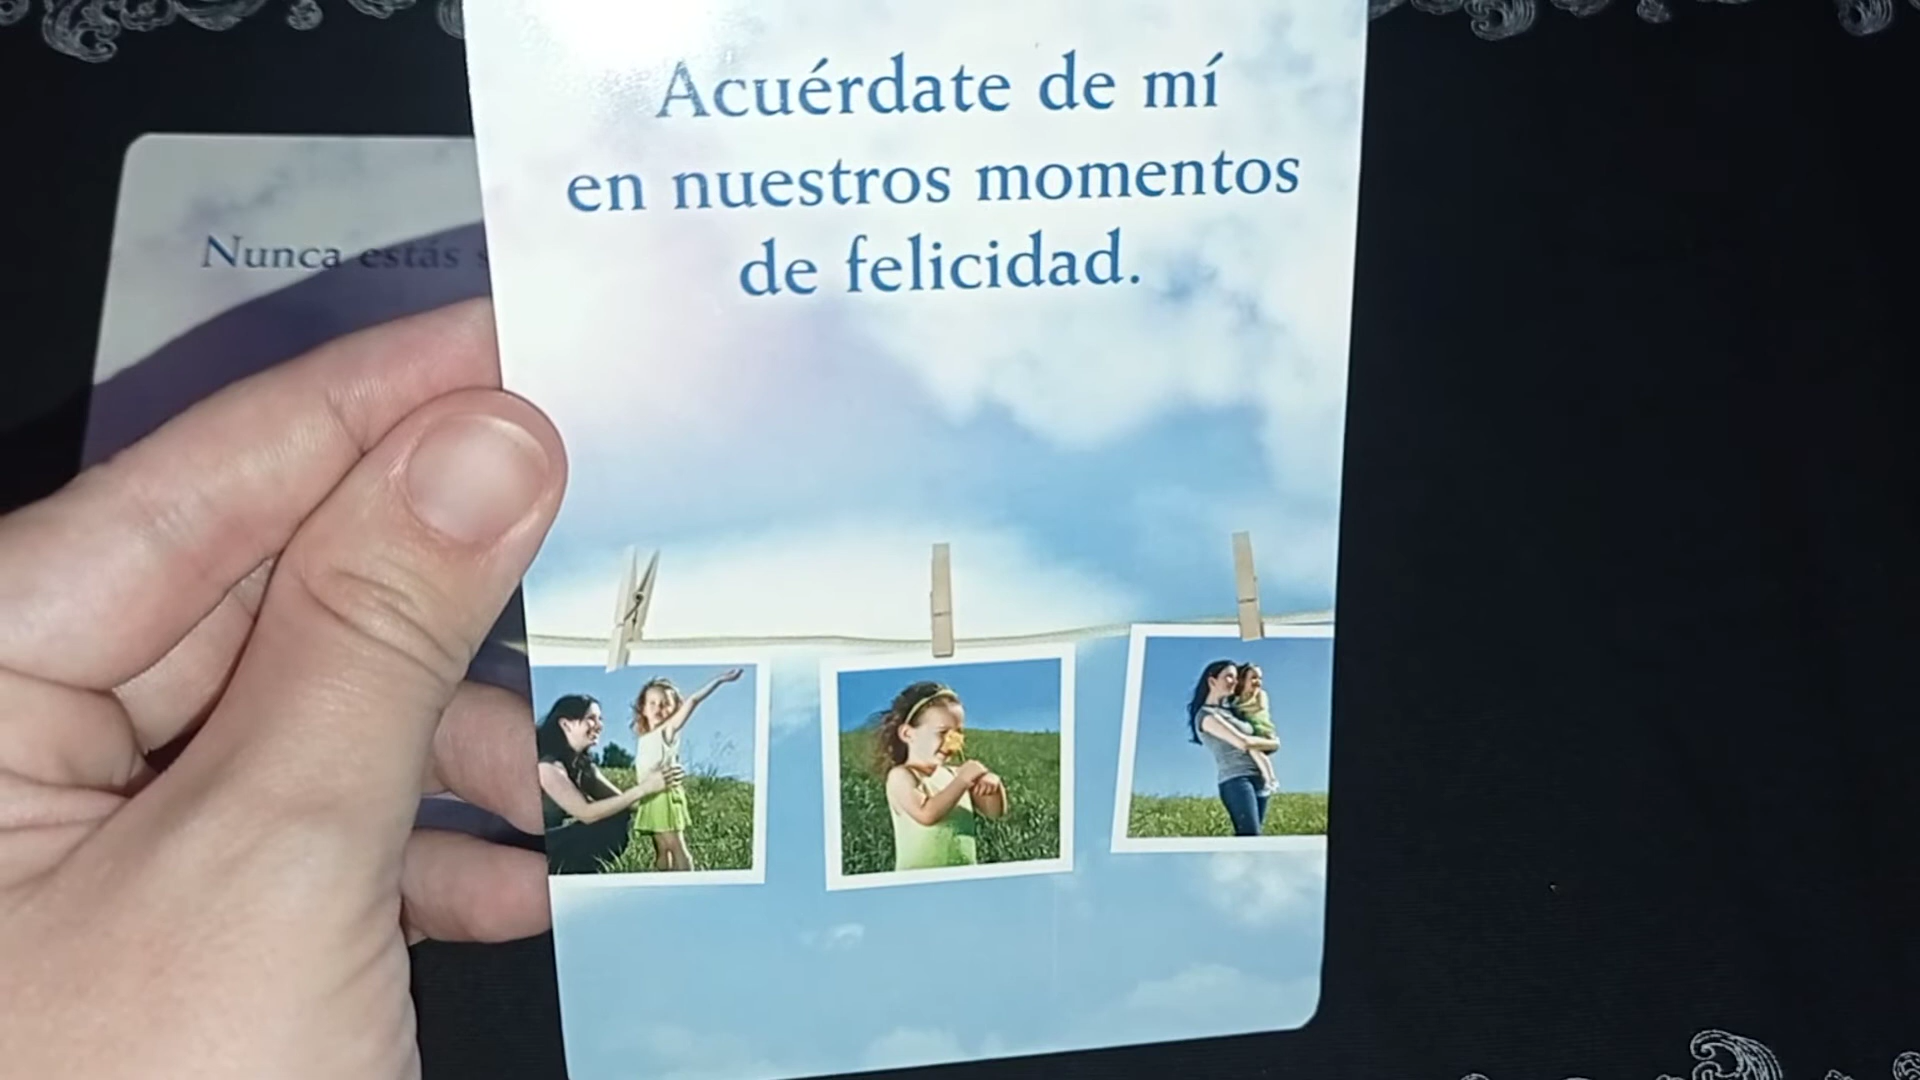 Acuérdate de mí
en nuestros momentos
de felicidad.
Nunca estás